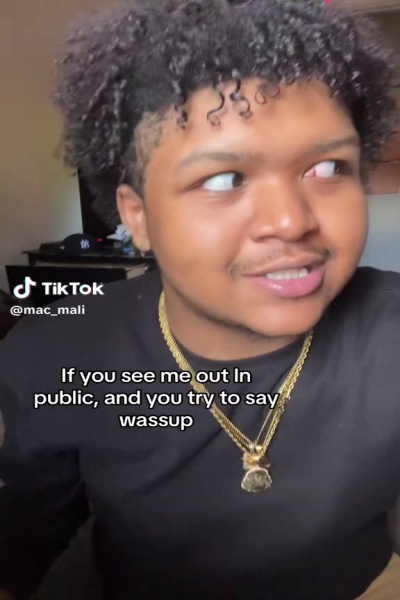 TikTok
@mac_mali
If you see me out In
public, and you try to say
wassup